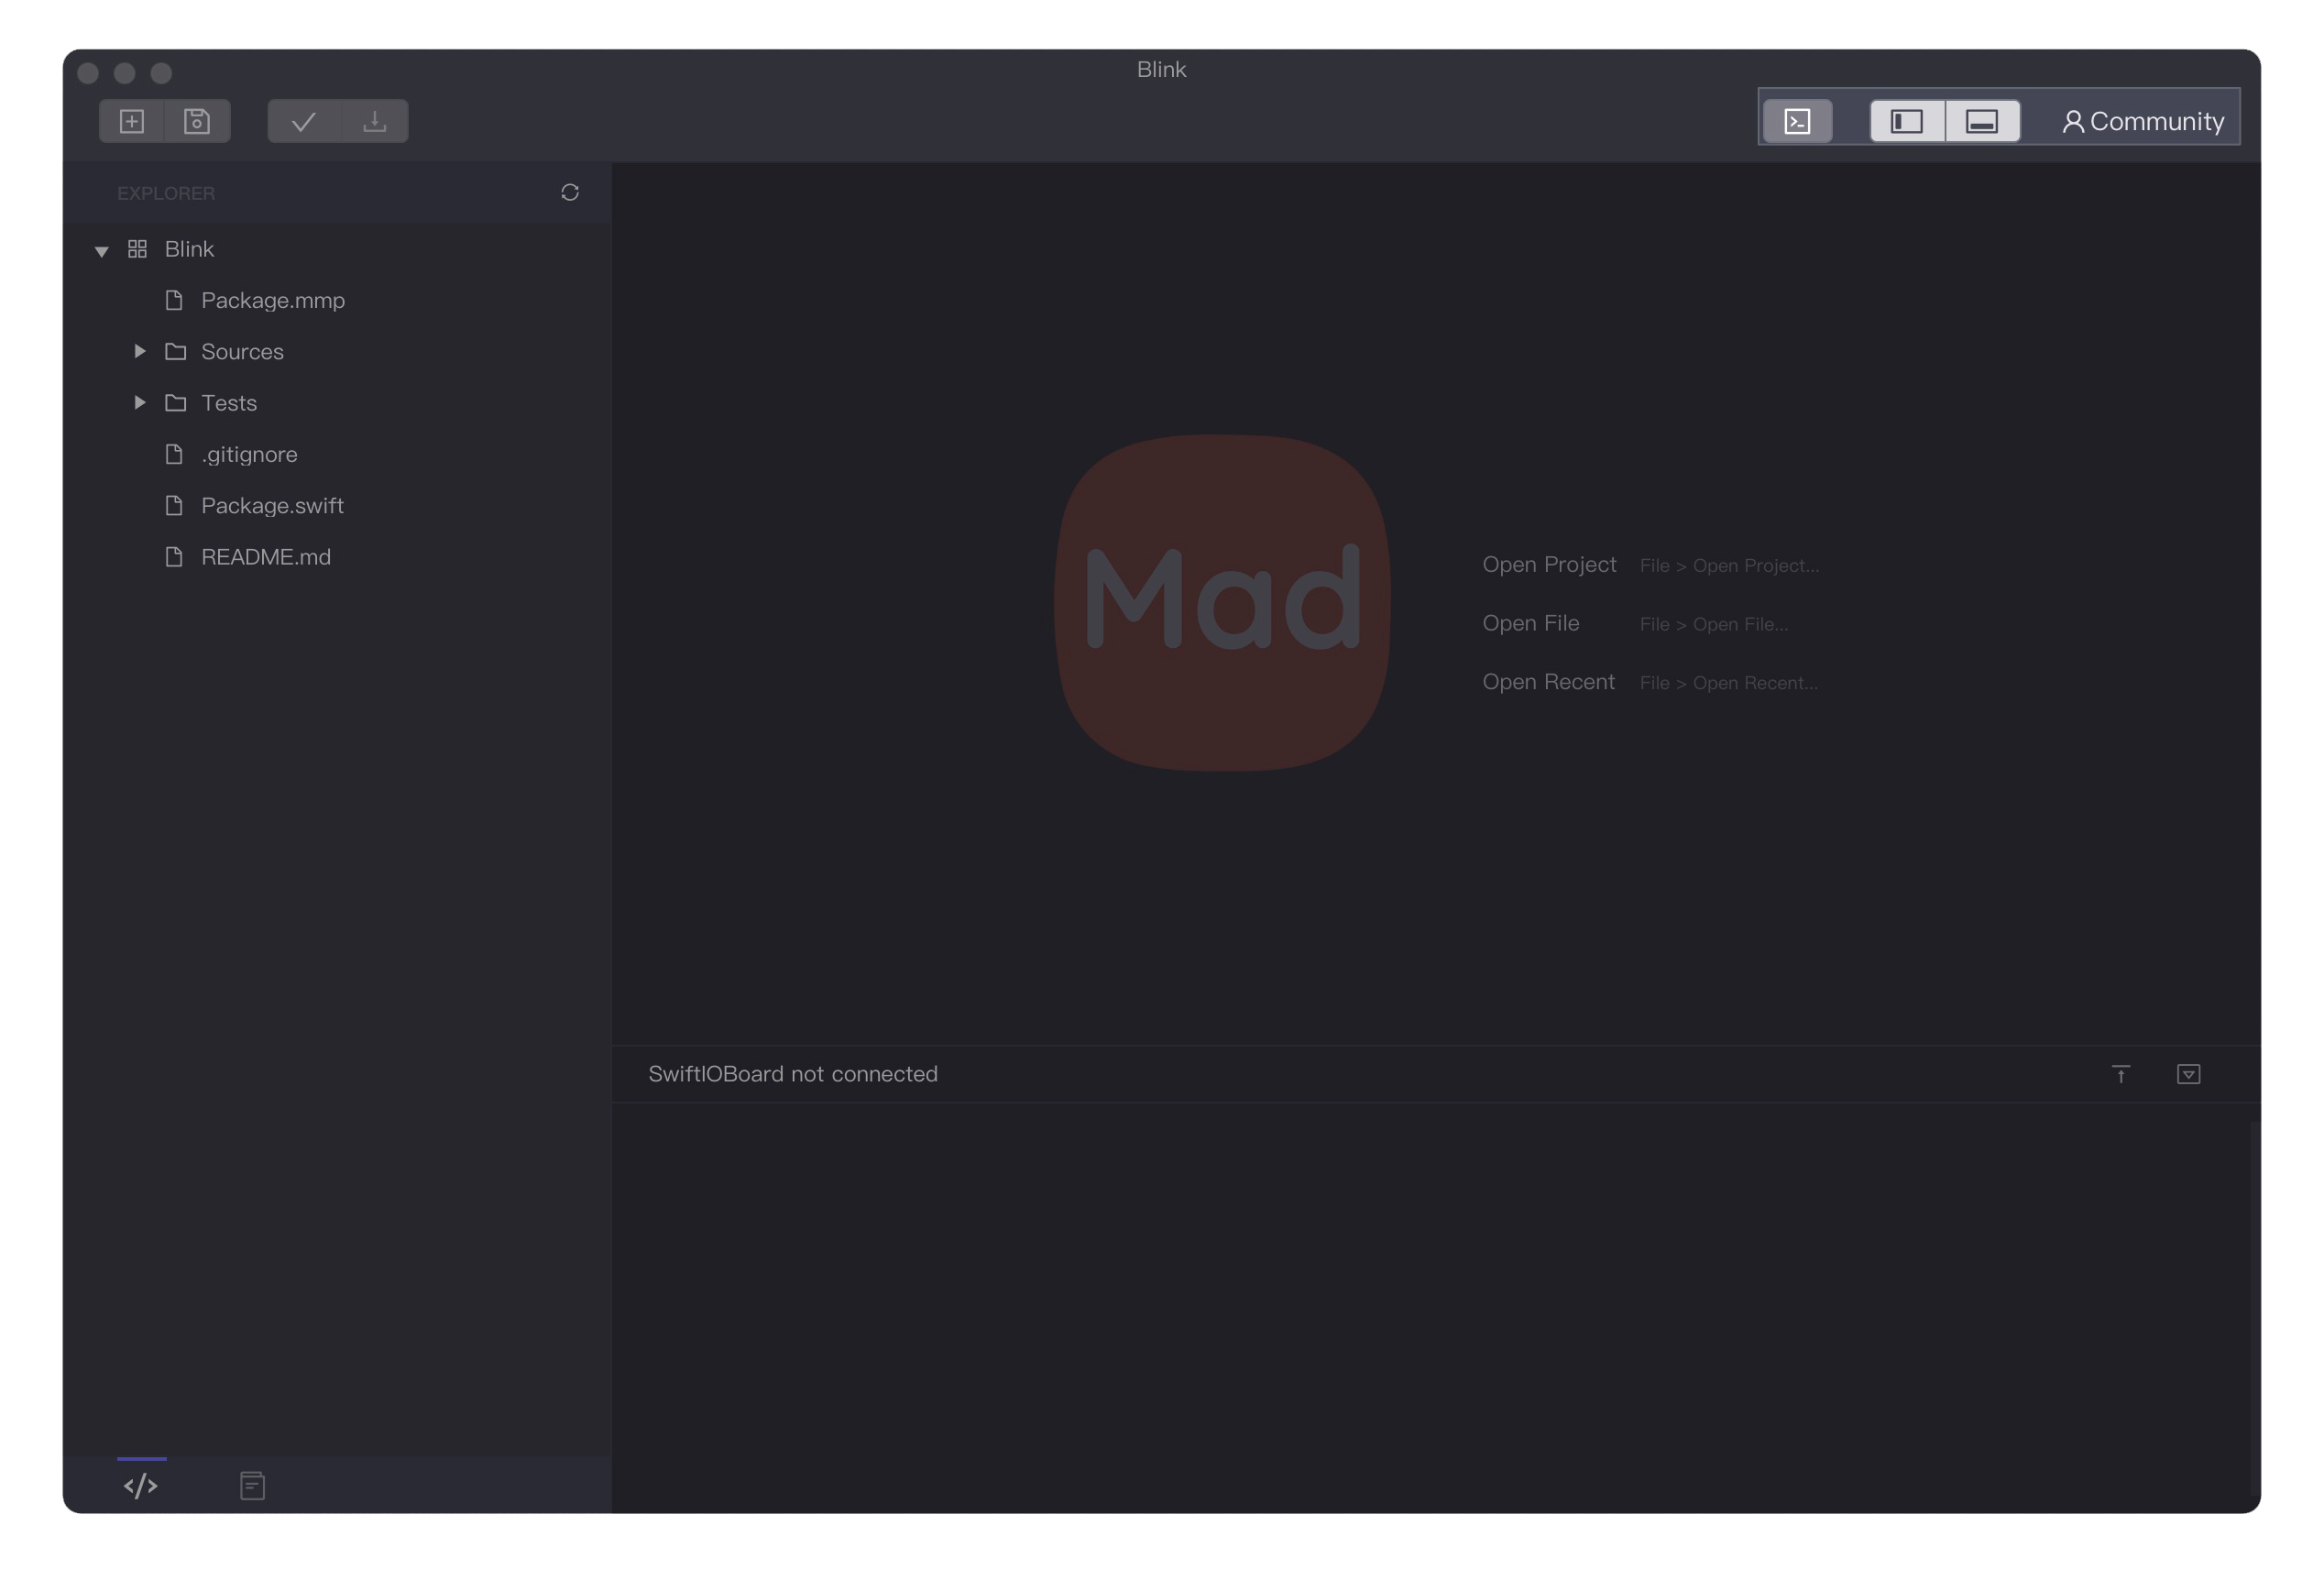 Blink
Community
EXPLORER
Blink
Package.mmp
Sources
Tests
.gitignore
Package.swift
README.md
Mad
Open Project File > Open Project...
Open File File > Open File...
Open Recent File > Open Recent...
SwiftIOBoard not connected